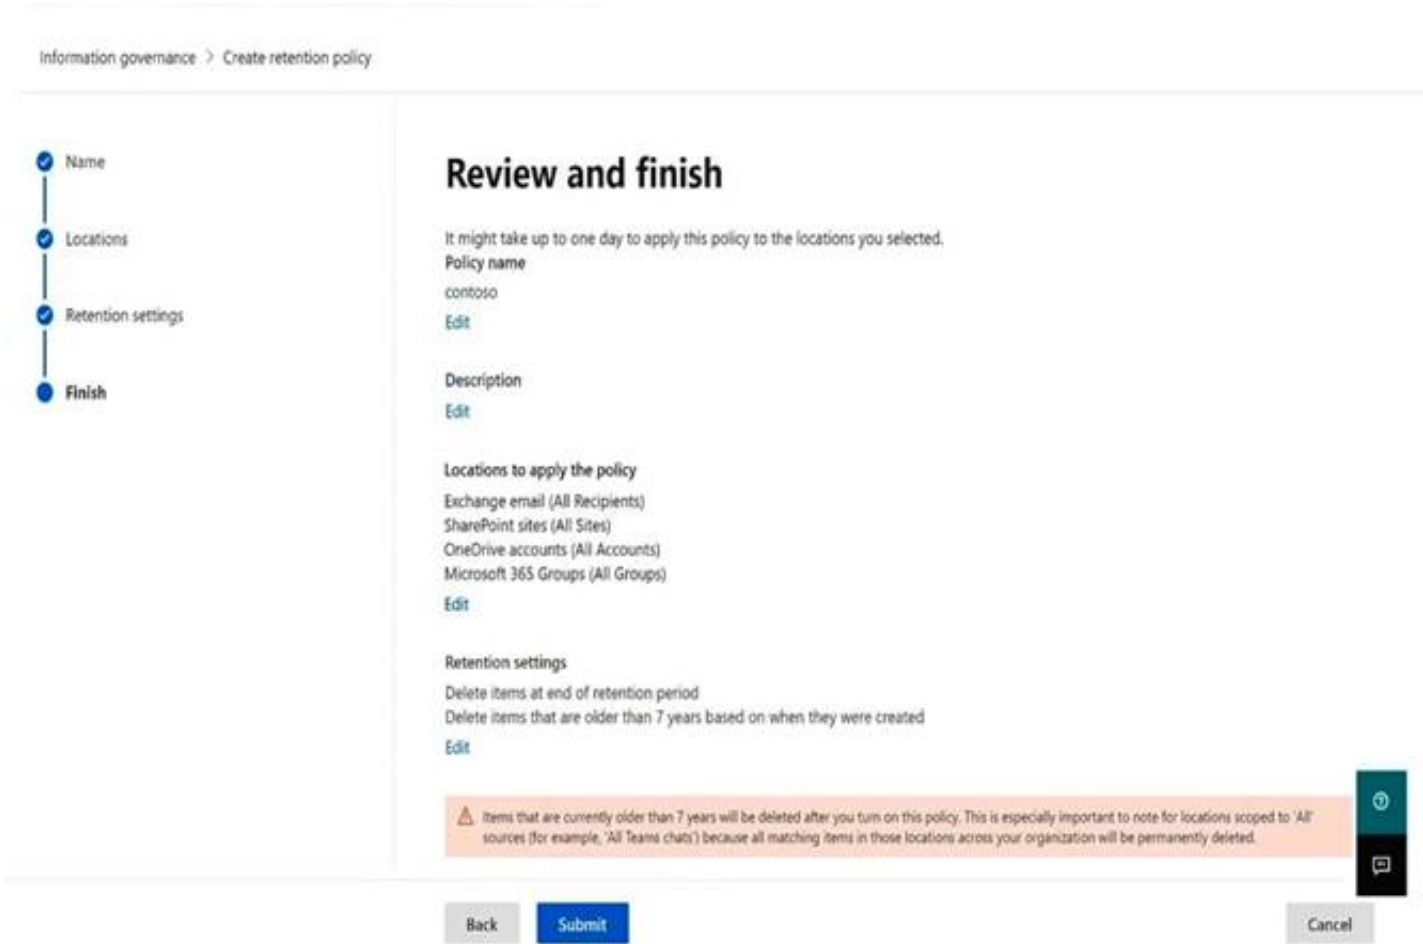 Information governance > Create retention policy
Name
Locations
Retention settings
Finish
Review and finish
It might take up to one day to apply this policy to the locations you selected.
Policy name
contoso
Edit
Description
Edit
Locations to apply the policy
Exchange email (All Recipients)
SharePoint sites (All Sites)
OneDrive accounts (All Accounts)
Microsoft 365 Groups (All Groups)
Edit
Retention settings
Delete items at end of retention period
Delete items that are older than 7 years based on when they were created
Edit
Items that are currently older than 7 years will be deleted after you turn on this policy. This is especially important to note for locations scoped to 'All'
sources (for example, 'All Teams chats') because all matching items in those locations across your organization will be permanently deleted.
Back Submit Cancel